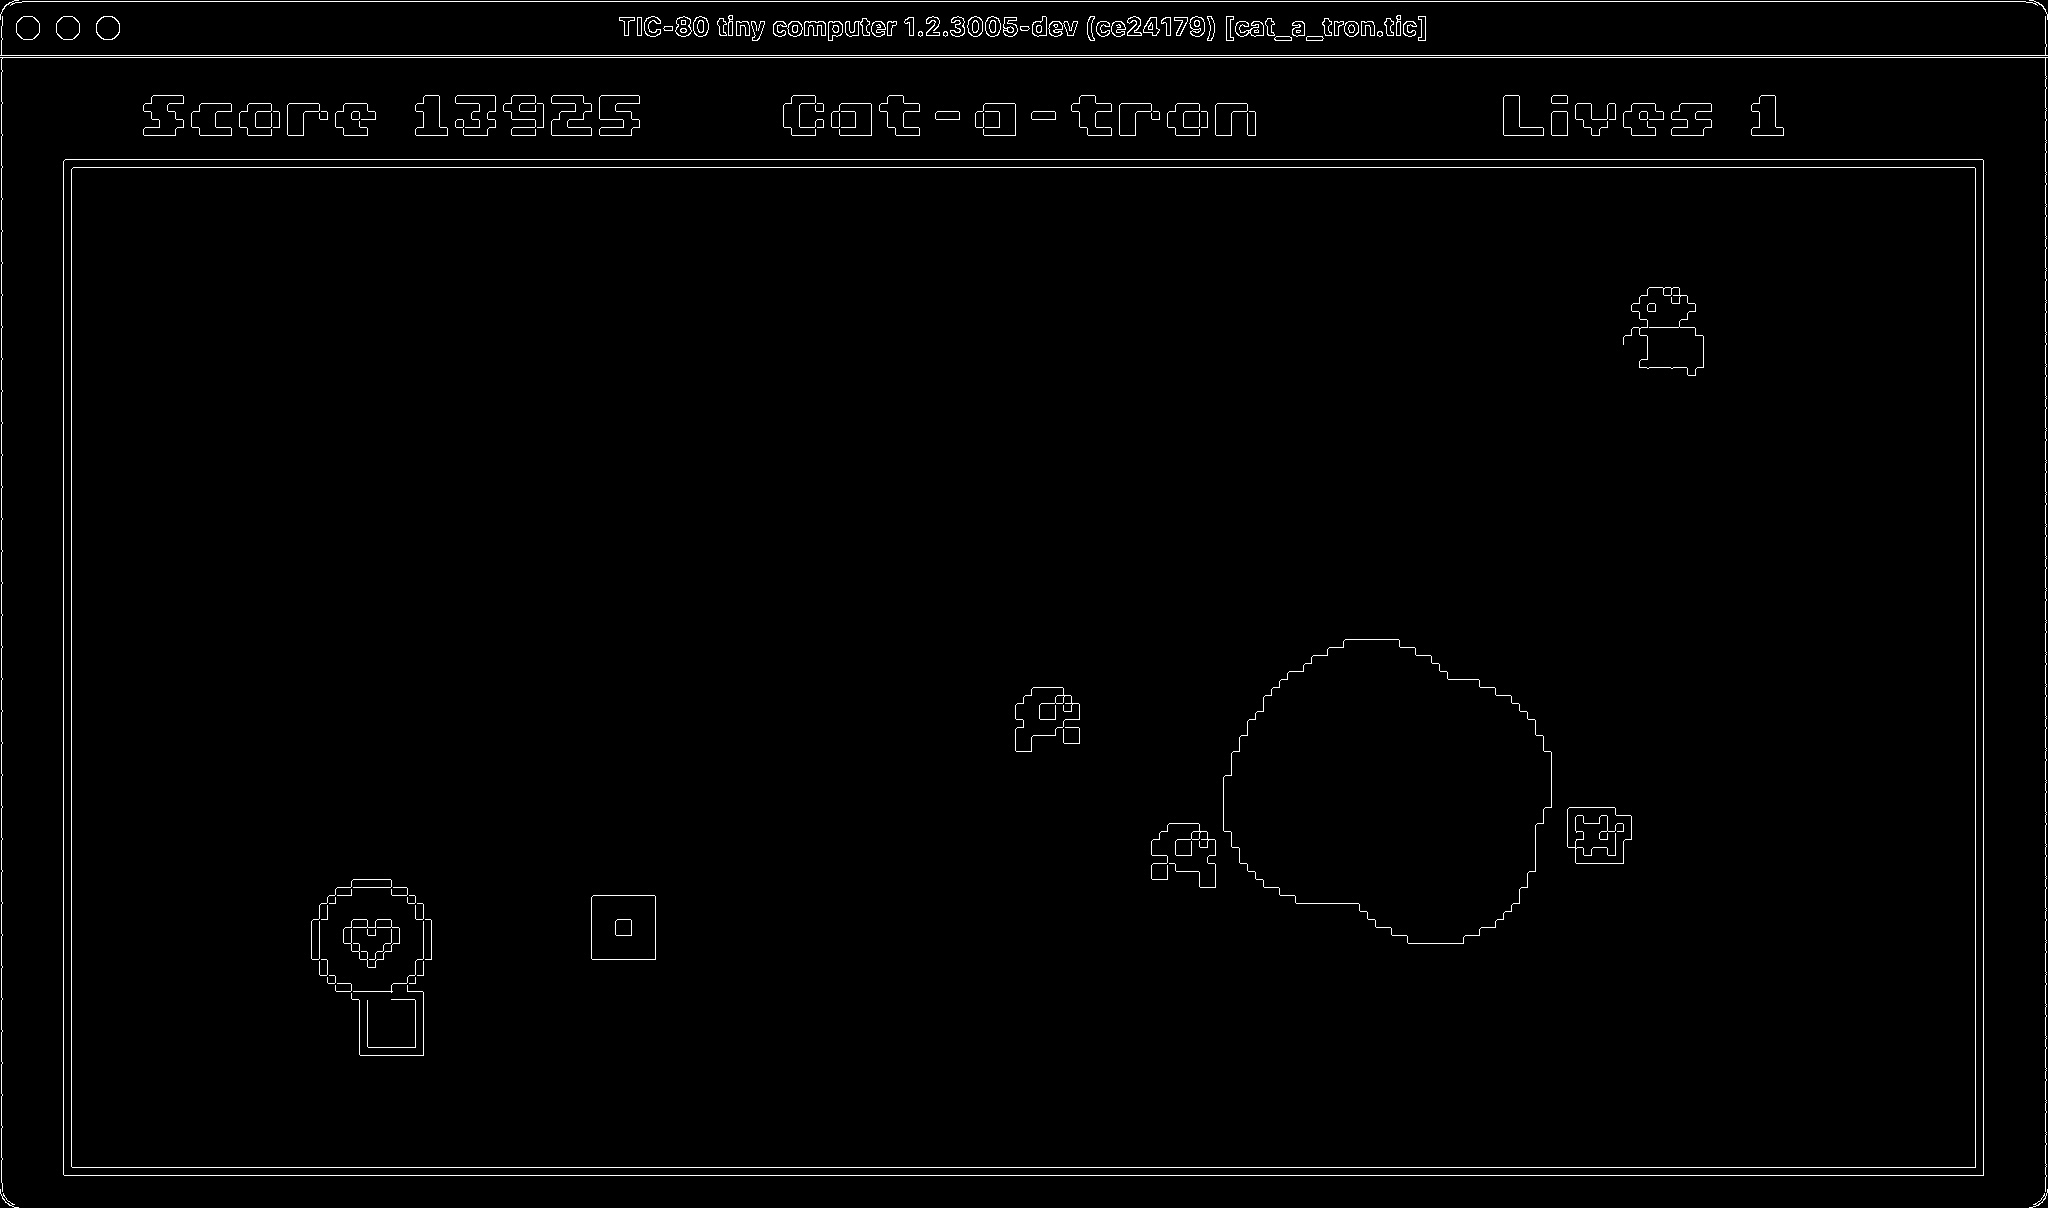 TIC-80 tiny computer 1.2.3005-dev (ce24179) [cat_a_tron.tic]
Score 13925 Cat-a-tron Lives 1